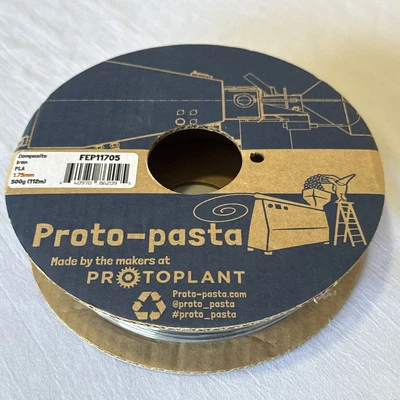 Composite
Iron
PLA
1.75mm
500g (112m)
FEP11705
Proto-pasta
Made by the makers at
PROTOPLANT
Proto-pasta.com
@proto_pasta
#proto_pasta